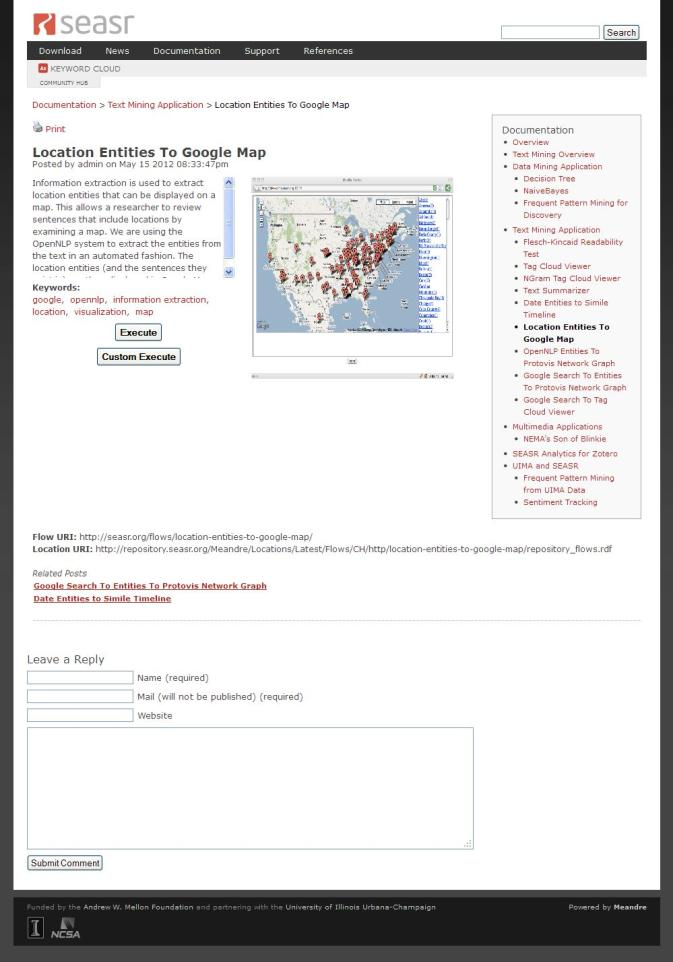 seasr
Search
Download News Documentation Support References
KEYWORD CLOUD
COMMUNITY HUB
Documentation > Text Mining Application > Location Entities To Google Map
Print
Location Entities To Google Map
Posted by admin on May 15 2012 08:33:47pm
Information extraction is used to extract
location entities that can be displayed on a
map. This allows a researcher to review
sentences that include locations by
examining a map. We are using the
OpenNLP system to extract the entities from
the text in an automated fashion. The
location entities (and the sentences they
Keywords:
google, opennlp, information extraction,
location, visualization, map
Execute
Custom Execute
Documentation
Overview
Text Mining Overview
Data Mining Application
Decision Tree
NaiveBayes
Frequent Pattern Mining for
Discovery
Text Mining Application
Flesch-Kincaid Readability
Test
Tag Cloud Viewer
NGram Tag Cloud Viewer
Text Summarizer
Date Entities to Simile
Timeline
Location Entities To
Google Map
OpenNLP Entities To
Protovis Network Graph
Google Search To Entities
To Protovis Network Graph
Google Search To Tag
Cloud Viewer
Multimedia Applications
NEMA's Son of Blinkie
SEASR Analytics for Zotero
UIMA and SEASR
Frequent Pattern Mining
from UIMA Data
Sentiment Tracking
Flow URI: http://seasr.org/flows/location-entities-to-google-map/
Location URI: http://repository.seasr.org/Meandre/Locations/Latest/Flows/CH/http/location-entities-to-google-map/repository_flows.rdf
Related Posts
Google Search To Entities To Protovis Network Graph
Date Entities to Simile Timeline
Leave a Reply
Name (required)
Mail (will not be published) (required)
Website
Submit Comment
Funded by the Andrew W. Mellon Foundation and partnering with the University of Illinois Urbana-Champaign
Powered by Meandre
I NCSA